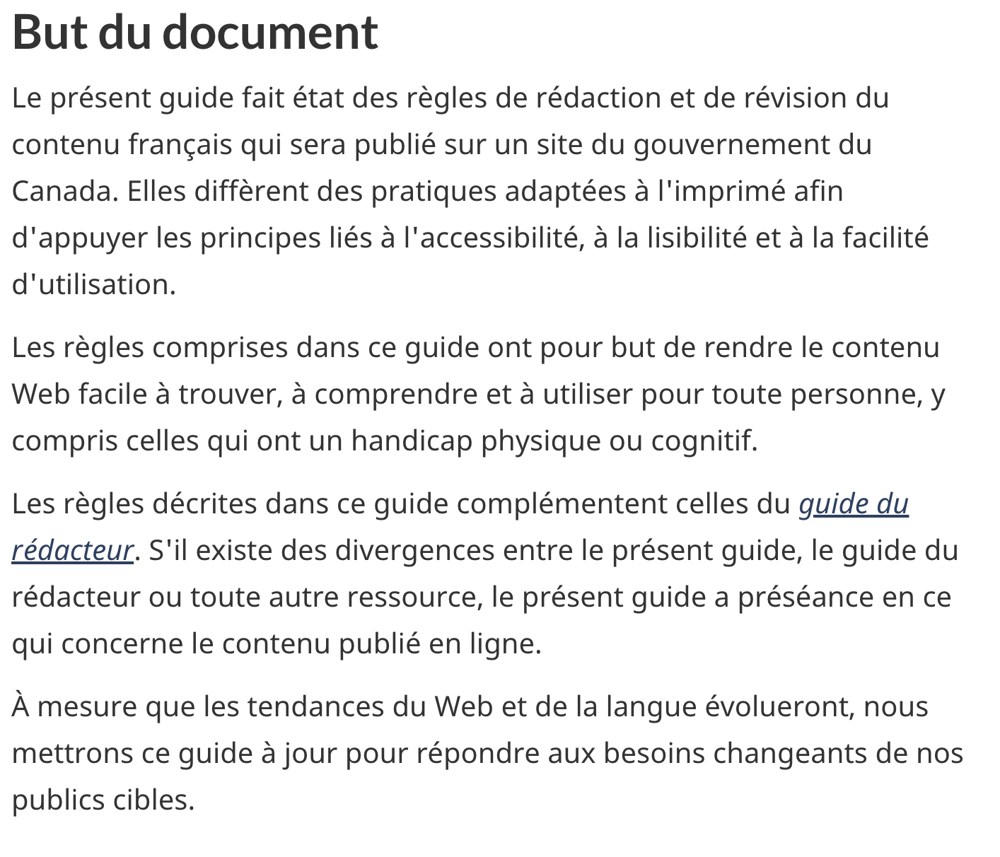 But du document
Le présent guide fait état des règles de rédaction et de révision du
contenu français qui sera publié sur un site du gouvernement du
Canada. Elles diffèrent des pratiques adaptées à l'imprimé afin
d'appuyer les principes liés à l'accessibilité, à la lisibilité et à la facilité
d'utilisation.
Les règles comprises dans ce guide ont pour but de rendre le contenu
Web facile à trouver, à comprendre et à utiliser pour toute personne, y
compris celles qui ont un handicap physique ou cognitif.
Les règles décrites dans ce guide complémentent celles du guide du
rédacteur. S'il existe des divergences entre le présent guide, le guide du
rédacteur ou toute autre ressource, le présent guide a préséance en ce
qui concerne le contenu publié en ligne.
À mesure que les tendances du Web et de la langue évolueront, nous
mettrons ce guide à jour pour répondre aux besoins changeants de nos
publics cibles.